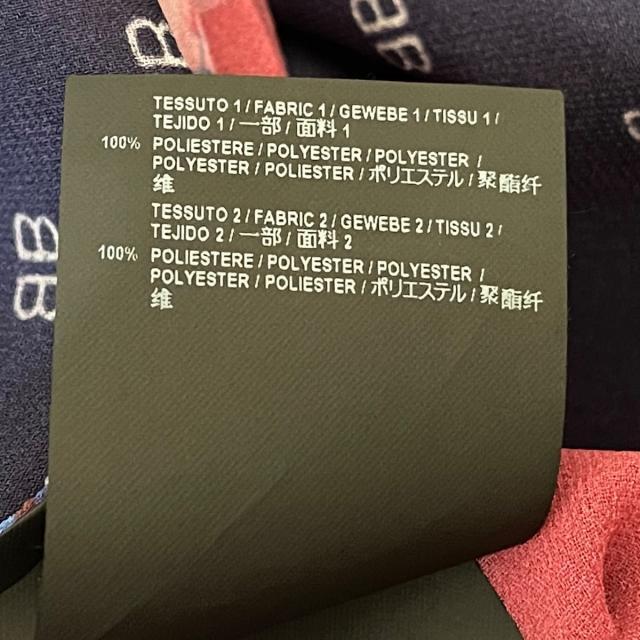 TESSUTO 1 / FABRIC 1 / GEWEBE 1 / TISSU 1 /
TEJIDO 1 / 一部 / 面料 1
100% POLIESTERE / POLYESTER / POLYESTER /
POLYESTER / POLIESTER / ポリエステル / 聚酯纤
维
TESSUTO 2 / FABRIC 2 / GEWEBE 2 / TISSU 2 /
TEJIDO 2 / 一部 / 面料 2
100% POLIESTERE / POLYESTER / POLYESTER /
POLYESTER / POLIESTER / ポリエステル / 聚酯纤
维